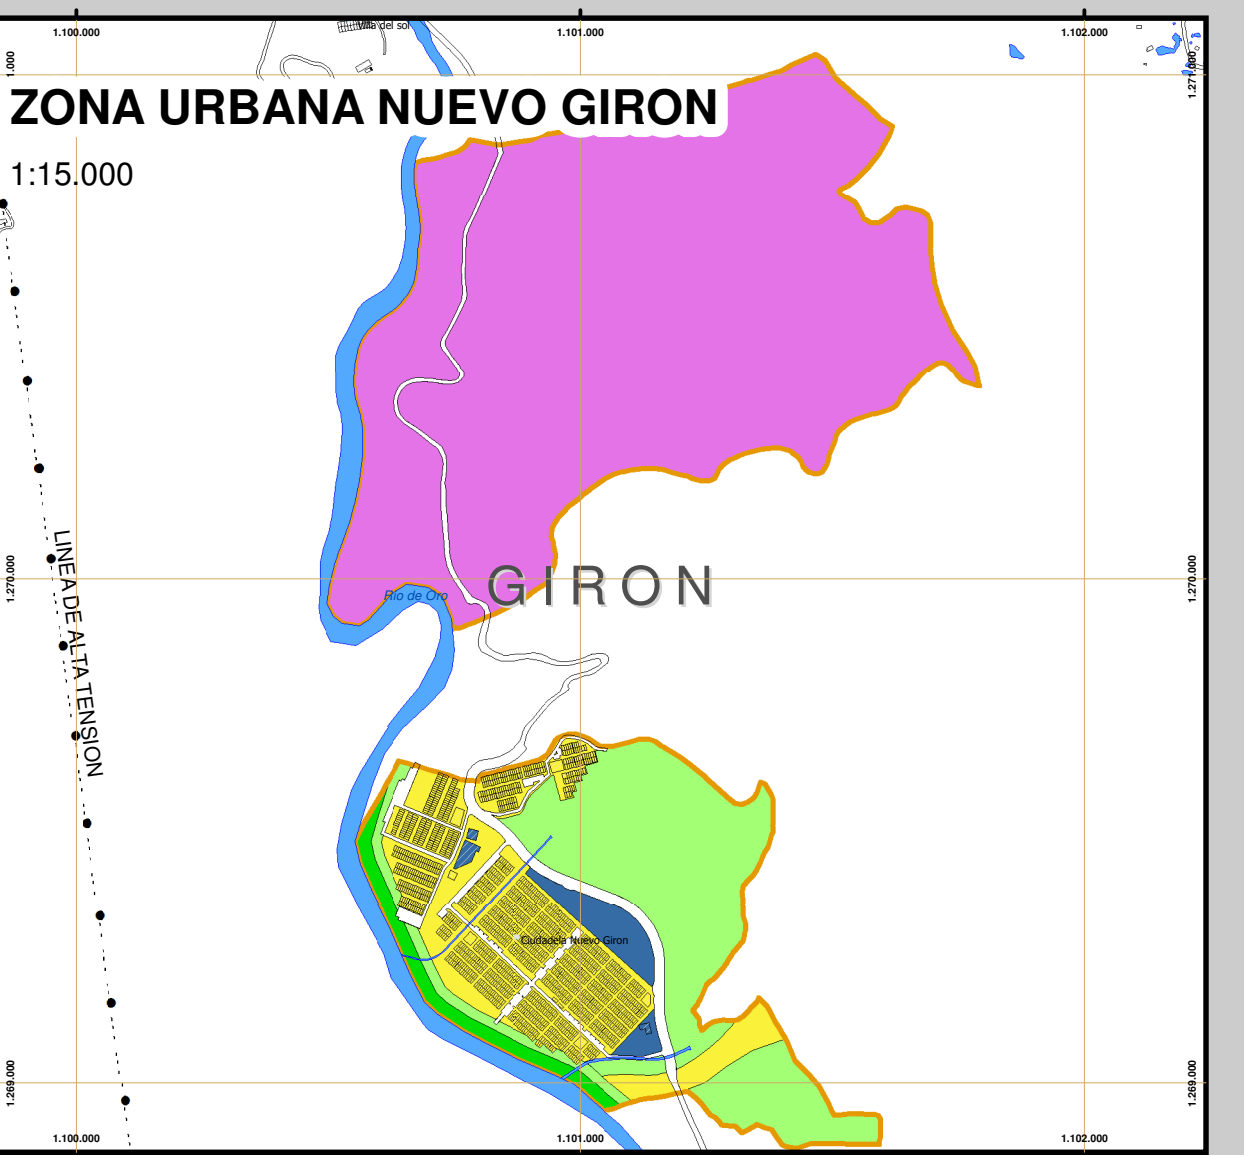 Villa del sol
1.100.000
1.101.000
1.102.000
1.000
1.271.000
ZONA URBANA NUEVO GIRON
1:15.000
LINEA DE ALTA TENSION
1.270.000
Rio de Oro
GIRON
1.270.000
Ciudadela Nuevo Giron
1.269.000
1.269.000
1.100.000
1.101.000
1.102.000